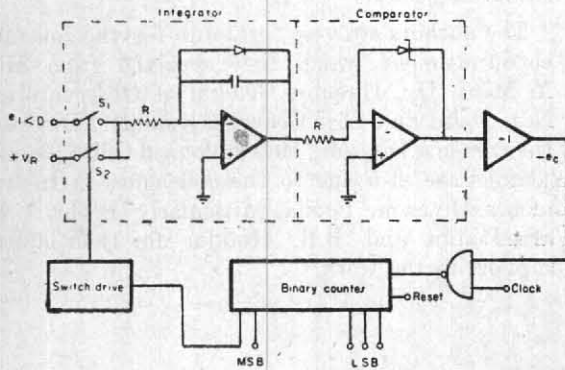 Integrator
Comparator
e1<0
S1
R
+VR
S2
R
-1
-ec
Switch drive
Binary counter
Reset
Clock
MSB
LSB